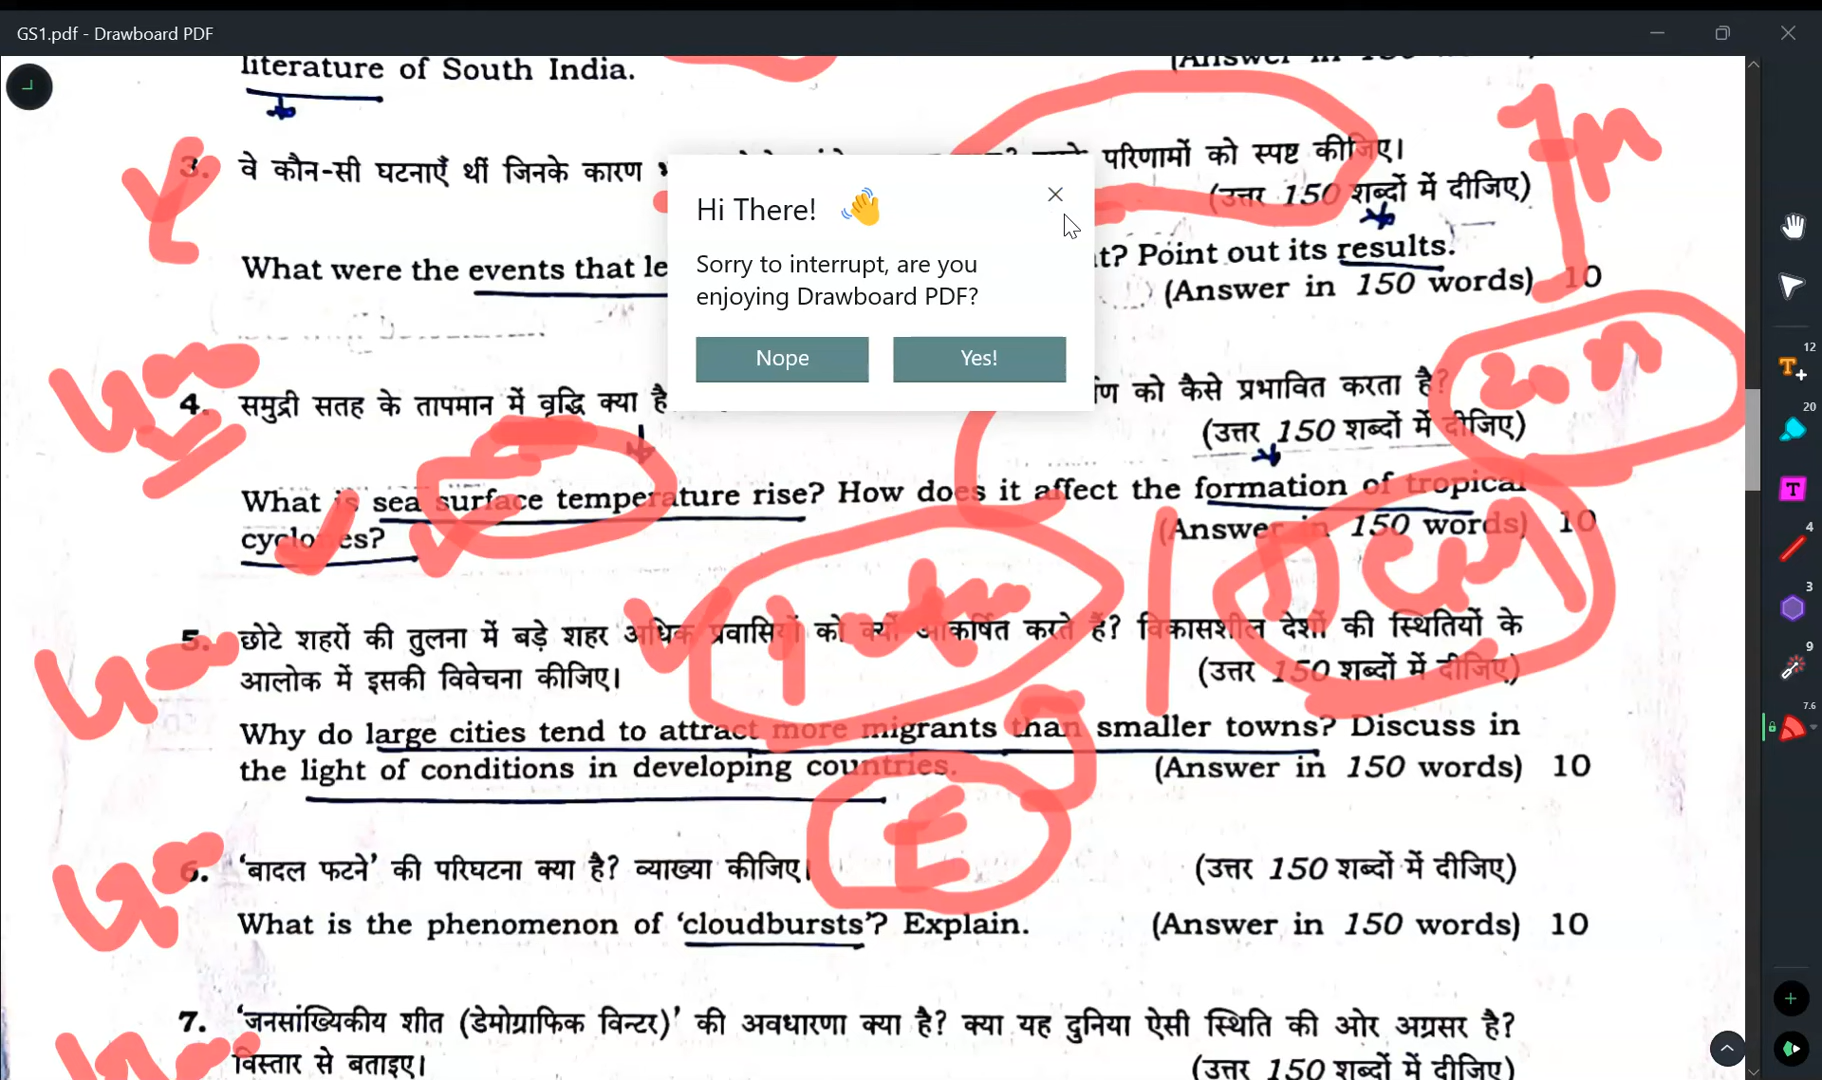 GS1.pdf - Drawboard PDF
literature of South India.
3. वे कौन-सी घटनाएँ थीं जिनके कारण
परिणामों को स्पष्ट कीजिए।
(उत्तर 150 शब्दों में दीजिए)
What were the events that le
t? Point out its results.
(Answer in 150 words) 10
Hi There!
Sorry to interrupt, are you
enjoying Drawboard PDF?
Nope
Yes!
4. समुद्री सतह के तापमान में वृद्धि क्या है
को कैसे प्रभावित करता है?
(उत्तर 150 शब्दों में दीजिए)
What is sea surface temperature rise? How does it affect the formation of tropical
cyclones?
(Answer in 150 words) 10
5. छोटे शहरों की तुलना में बड़े शहर अधिक प्रवासियों को क्यों आकर्षित करते हैं? विकासशील देशों की स्थितियों के
आलोक में इसकी विवेचना कीजिए।
(उत्तर 150 शब्दों में दीजिए)
Why do large cities tend to attract more migrants than smaller towns? Discuss in
the light of conditions in developing countries.
(Answer in 150 words) 10
6. 'बादल फटने' की परिघटना क्या है? व्याख्या कीजिए।
(उत्तर 150 शब्दों में दीजिए)
What is the phenomenon of 'cloudbursts'? Explain.
(Answer in 150 words) 10
7. 'जनसांख्यिकीय शीत (डेमोग्राफिक विन्टर)' की अवधारणा क्या है? क्या यह दुनिया ऐसी स्थिति की ओर अग्रसर है?
विस्तार से बताइए।
(उत्तर 150 शब्दों में दीजिए)
E
12
20
4
3
9
7.6